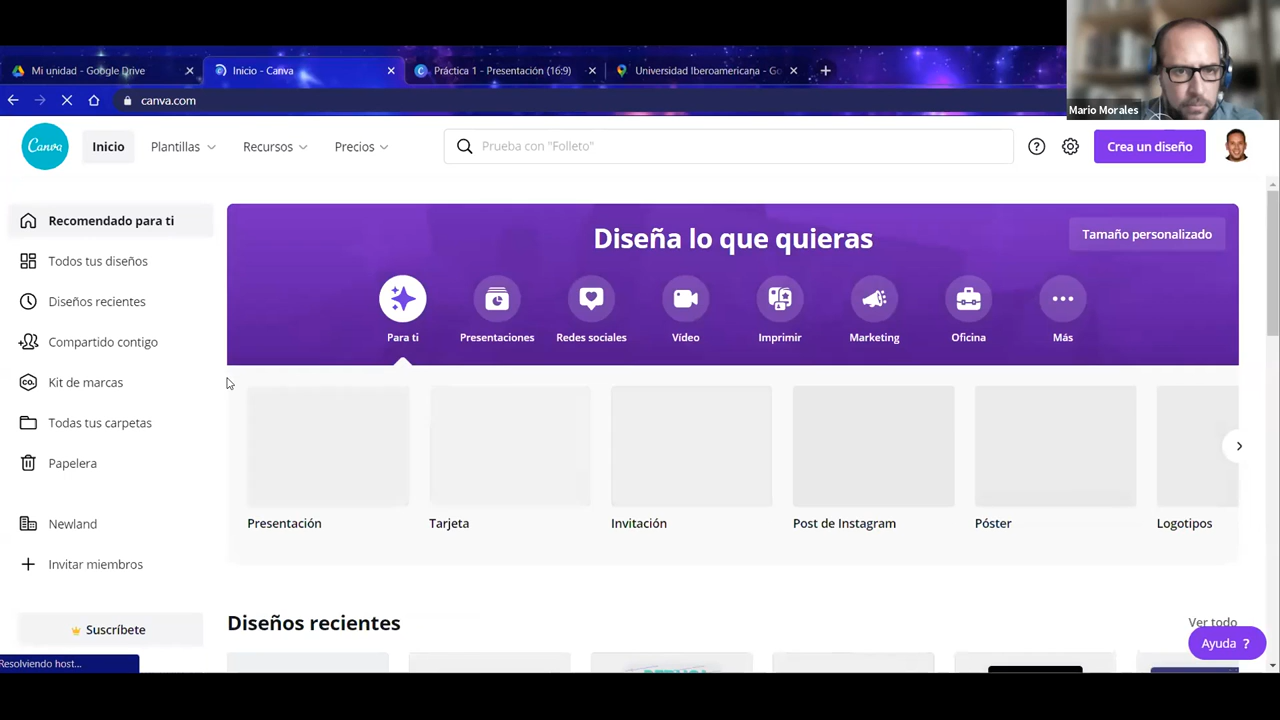 Mi unidad - Google Drive
Inicio - Canva
Práctica 1 - Presentación (16:9)
Universidad Iberoamericana - Go
canva.com
Mario Morales
Canva
Inicio
Plantillas
Recursos
Precios
Prueba con "Folleto"
Crea un diseño
Recomendado para ti
Todos tus diseños
Diseños recientes
Compartido contigo
Kit de marcas
Todas tus carpetas
Papelera
Newland
Invitar miembros
Suscríbete
Resolviendo host...
Diseña lo que quieras
Tamaño personalizado
Para ti
Presentaciones
Redes sociales
Vídeo
Imprimir
Marketing
Oficina
Más
Presentación
Tarjeta
Invitación
Post de Instagram
Póster
Logotipos
Diseños recientes
Ver todo
Ayuda ?